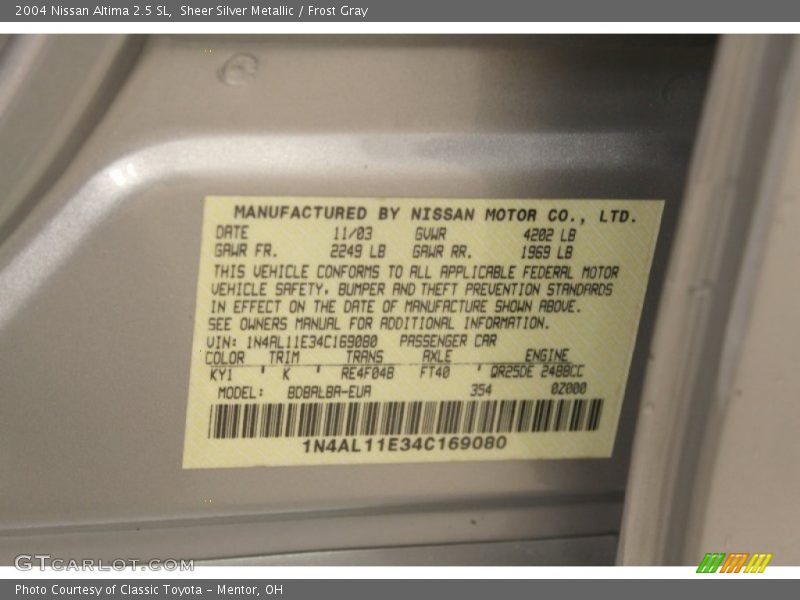 2004 Nissan Altima 2.5 SL,  Sheer Silver Metallic / Frost Gray
MANUFACTURED BY NISSAN MOTOR CO., LTD.
DATE 11/03 GVWR 4202 LB
GAWR FR. 2249 LB GAWR RR. 1969 LB
THIS VEHICLE CONFORMS TO ALL APPLICABLE FEDERAL MOTOR
VEHICLE SAFETY, BUMPER AND THEFT PREVENTION STANDARDS
IN EFFECT ON THE DATE OF MANUFACTURE SHOWN ABOVE.
SEE OWNERS MANUAL FOR ADDITIONAL INFORMATION.
VIN: 1N4AL11E34C169080 PASSENGER CAR
COLOR TRIM TRANS AXLE ENGINE
KY1 ' K ' RE4F04B FT40 ' QR25DE 2488CC
MODEL: BDBALBA-EUA 354 0Z000
1N4AL11E34C169080
GTCARLOT.COM
Photo Courtesy of Classic Toyota - Mentor, OH